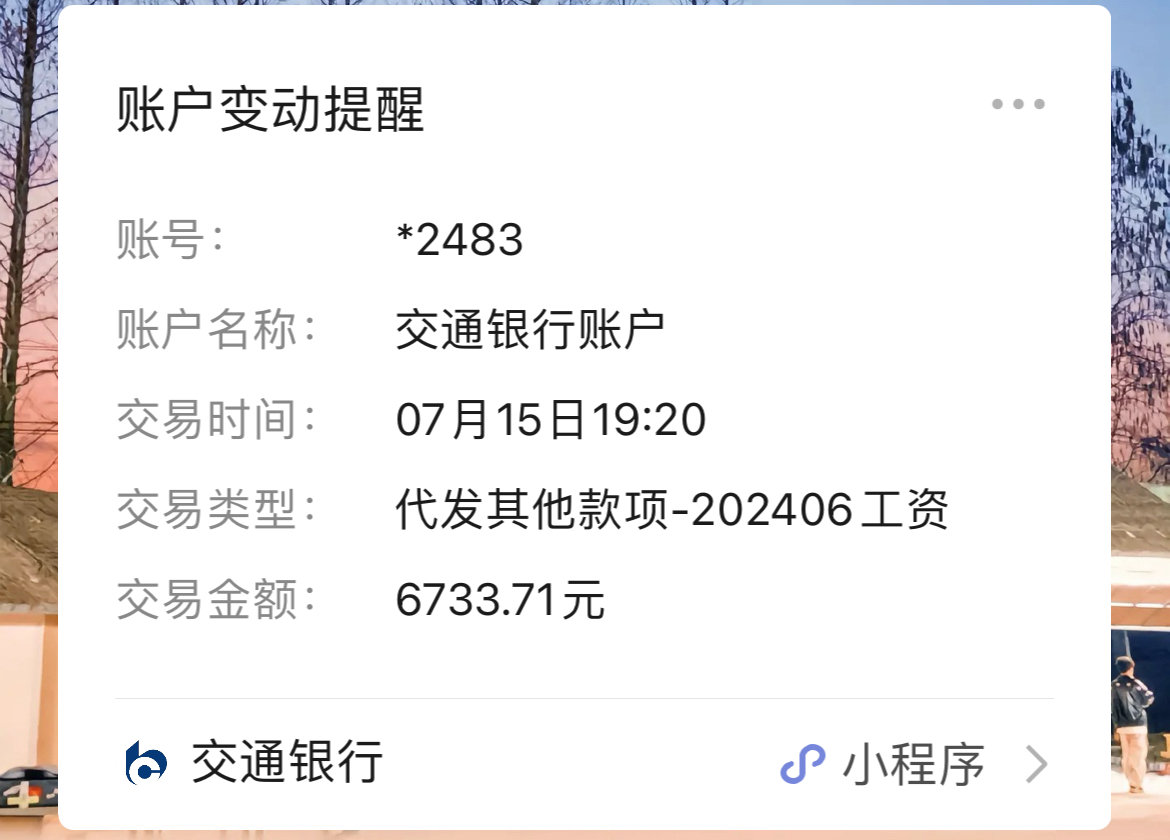 账户变动提醒
账号： *2483
账户名称： 交通银行账户
交易时间： 07月15日19:20
交易类型： 代发其他款项-202406工资
交易金额： 6733.71元
交通银行 小程序